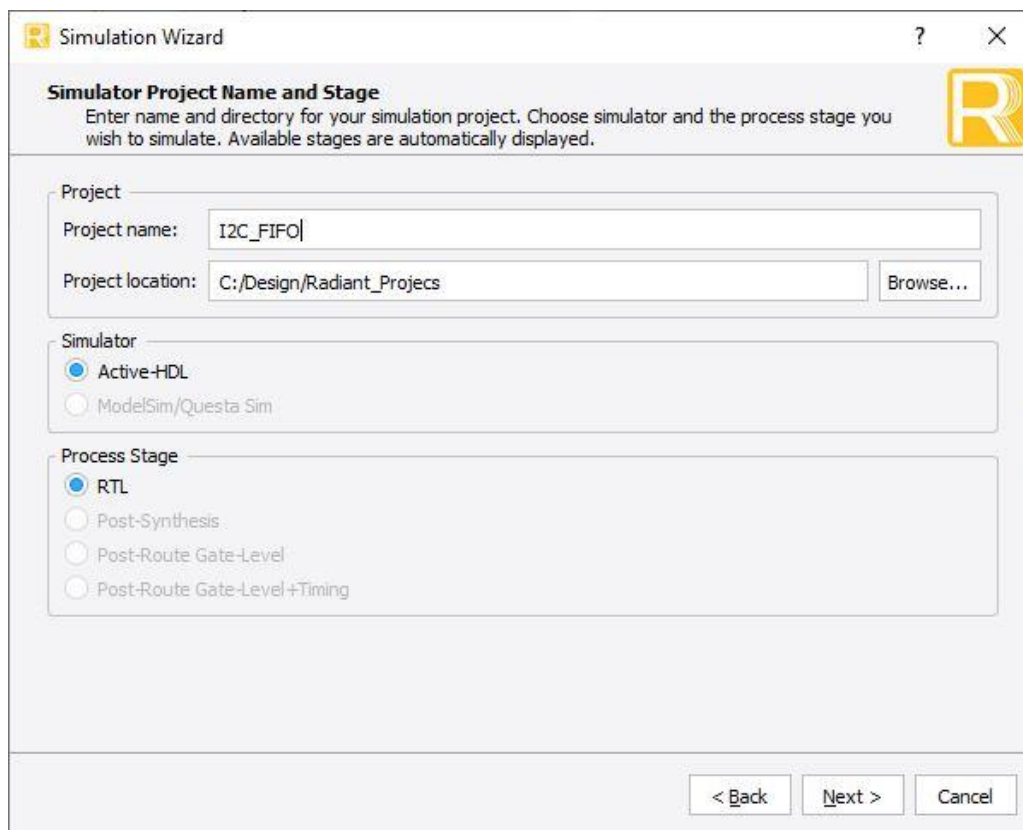 Simulation Wizard
?
Simulator Project Name and Stage
Enter name and directory for your simulation project. Choose simulator and the process stage you
wish to simulate. Available stages are automatically displayed.
Project
Project name: I2C_FIFO
Project location: C:/Design/Radiant_Projecs Browse...
Simulator
Active-HDL
ModelSim/Questa Sim
Process Stage
RTL
Post-Synthesis
Post-Route Gate-Level
Post-Route Gate-Level+Timing
< Back Next > Cancel